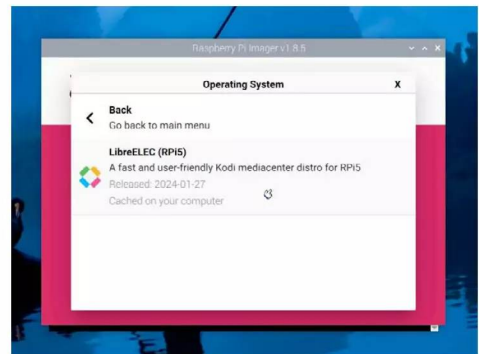 Raspberry Pi Imager v1.8.5
Operating System X
Back
Go back to main menu
LibreELEC (RPi5)
A fast and user-friendly Kodi mediacenter distro for RPi5
Released: 2024-01-27
Cached on your computer